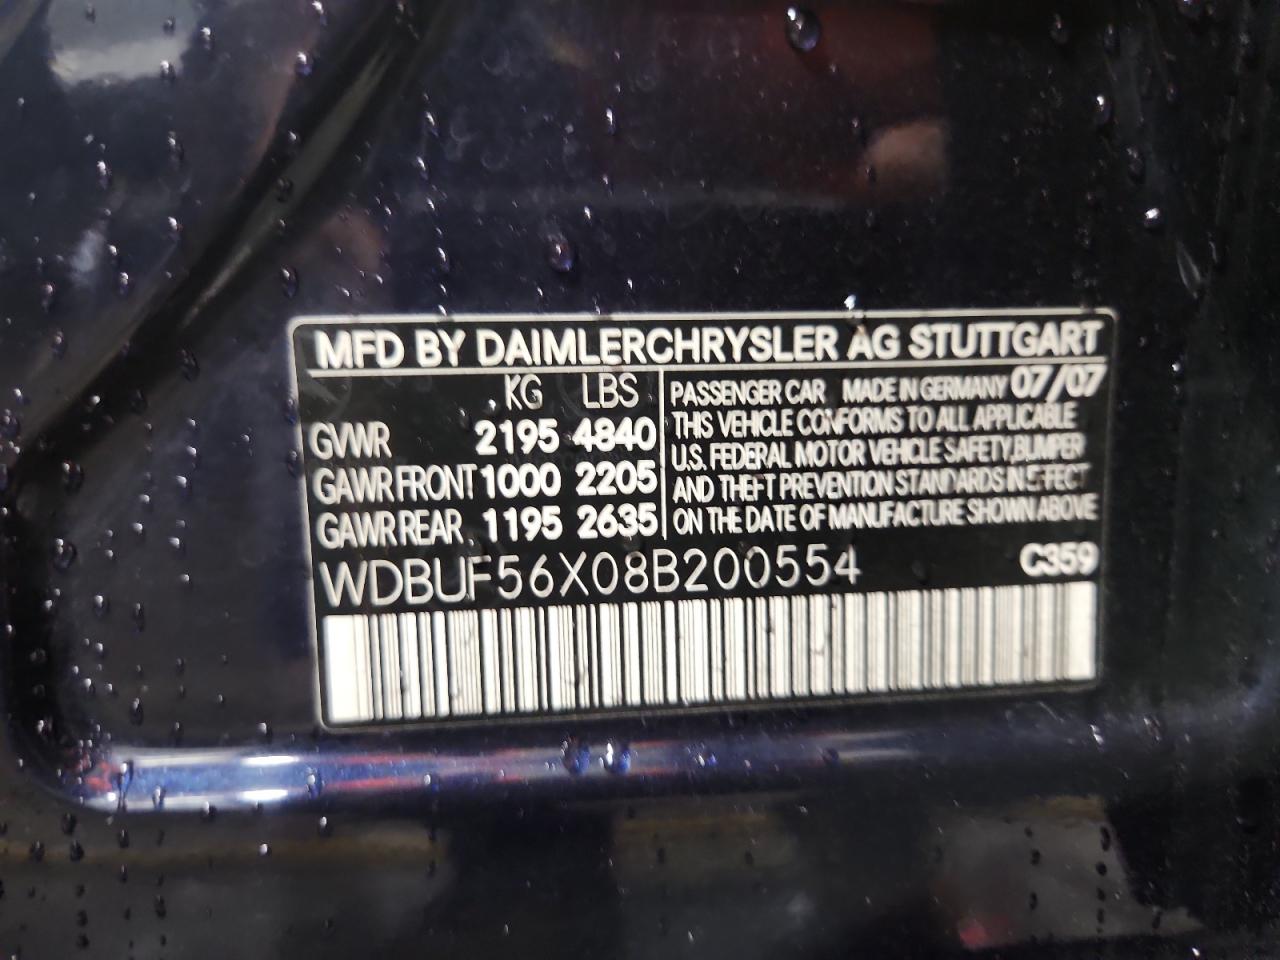 MFD BY DAIMLERCHRYSLER AG STUTTGART
KG LBS
GVWR 2195 4840
GAWR FRONT 1000 2205
GAWR REAR 1195 2635
PASSENGER CAR MADE IN GERMANY 07/07
THIS VEHICLE CONFORMS TO ALL APPLICABLE
U.S. FEDERAL MOTOR VEHICLE SAFETY, BUMPER
AND THEFT PREVENTION STANDARDS IN EFFECT
ON THE DATE OF MANUFACTURE SHOWN ABOVE
WDBUF56X08B200554 C359